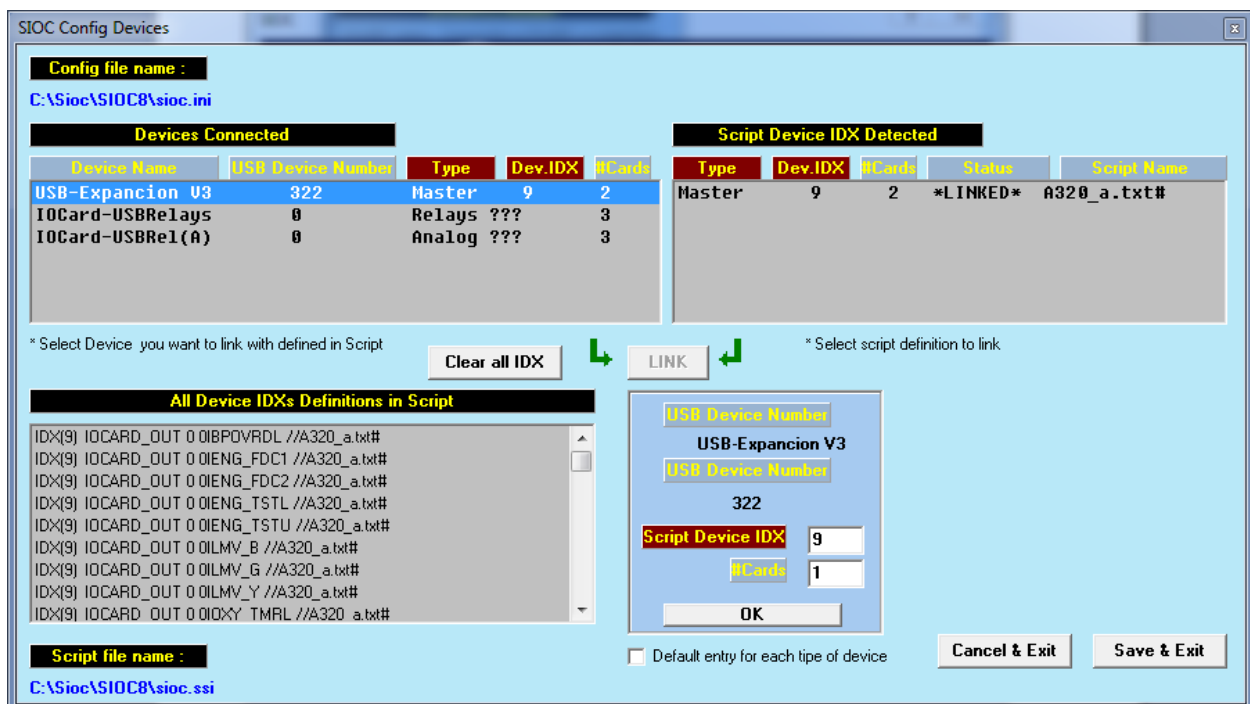 SIOC Config Devices
Config file name :
C:\Sioc\SIOC8\sioc.ini
Devices Connected
Device Name USB Device Number Type Dev.IDX #Cards
USB-Expancion V3 322 Master 9 2
IOCard-USBRelays 0 Relays ??? 3
IOCard-USBRel(A) 0 Analog ??? 3
Script Device IDX Detected
Type Dev.IDX #Cards Status Script Name
Master 9 2 *LINKED* A320_a.txt#
* Select Device you want to link with defined in Script
Clear all IDX
LINK
* Select script definition to link
All Device IDXs Definitions in Script
IDX(9) IOCARD_OUT 0 0IBPOVRDL //A320_a.txt#
IDX(9) IOCARD_OUT 0 0IENG_FDC1 //A320_a.txt#
IDX(9) IOCARD_OUT 0 0IENG_FDC2 //A320_a.txt#
IDX(9) IOCARD_OUT 0 0IENG_TSTL //A320_a.txt#
IDX(9) IOCARD_OUT 0 0IENG_TSTU //A320_a.txt#
IDX(9) IOCARD_OUT 0 0ILMV_B //A320_a.txt#
IDX(9) IOCARD_OUT 0 0ILMV_G //A320_a.txt#
IDX(9) IOCARD_OUT 0 0ILMV_Y //A320_a.txt#
IDX(9) IOCARD_OUT 0 0IOXY_TMRL //A320_a.txt#
USB Device Number
USB-Expancion V3
USB Device Number
322
Script Device IDX 9
#Cards 1
OK
Default entry for each tipe of device
Cancel & Exit
Save & Exit
Script file name :
C:\Sioc\SIOC8\sioc.ssi